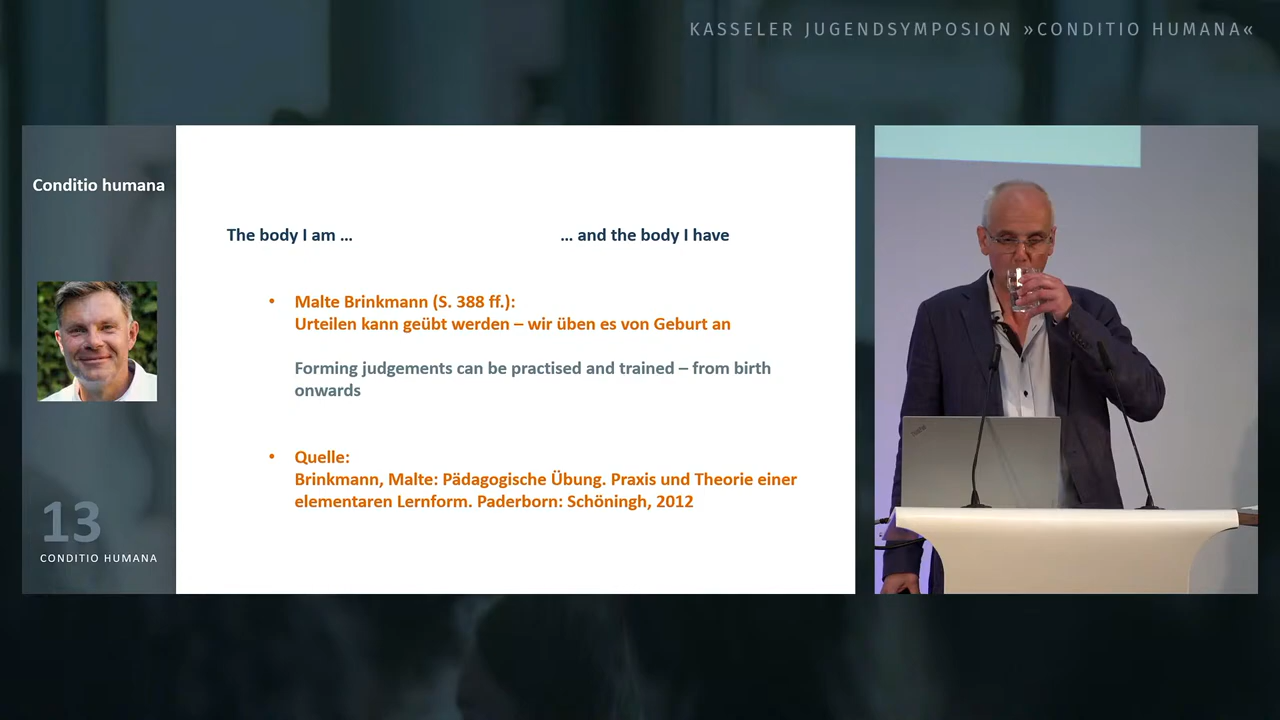 KASSELER JUGENDSYMPOSION »CONDITIO HUMANA«
Conditio humana
The body I am ...
... and the body I have
• Malte Brinkmann (S. 388 ff.):
Urteilen kann geübt werden – wir üben es von Geburt an
Forming judgements can be practised and trained – from birth
onwards
• Quelle:
Brinkmann, Malte: Pädagogische Übung. Praxis und Theorie einer
elementaren Lernform. Paderborn: Schöningh, 2012
13
CONDITIO HUMANA